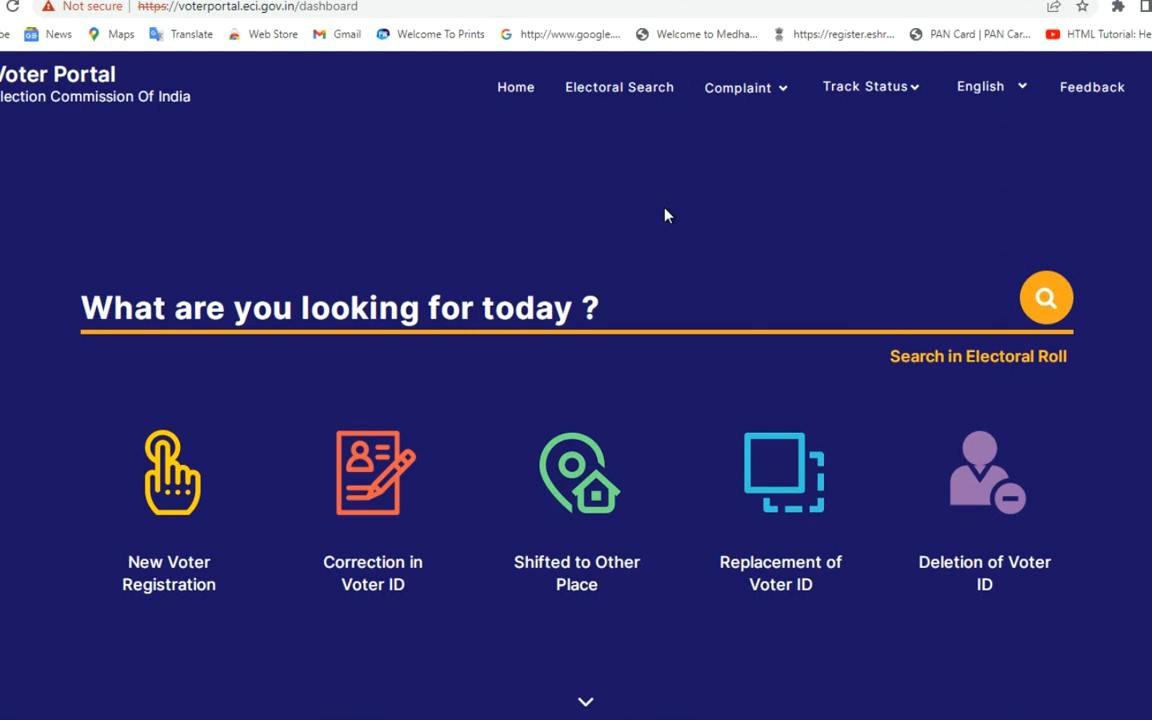 Not secure https://voterportal.eci.gov.in/dashboard
be News Maps Translate Web Store Gmail Welcome To Prints http://www.google.... Welcome to Medha... https://register.eshr... PAN Card | PAN Car... HTML Tutorial: He
Voter Portal
lection Commission Of India
Home Electoral Search Complaint Track Status English Feedback
What are you looking for today ?
Search in Electoral Roll
New Voter Registration
Correction in Voter ID
Shifted to Other Place
Replacement of Voter ID
Deletion of Voter ID